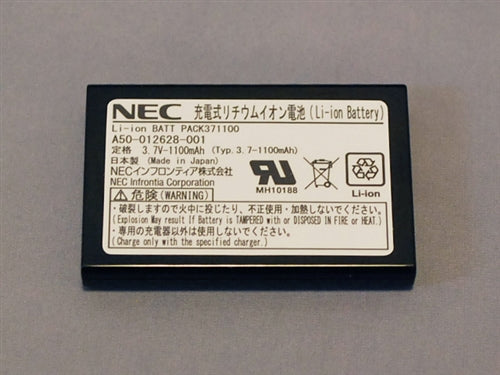 NEC 充電式リチウムイオン電池(Li-ion Battery)
Li-ion BATT PACK371100
A50-012628-001
定格 3.7V-1100mAh (Typ. 3.7-1100mAh)
日本製 (Made in Japan)
NECインフロンティア株式会社
NEC Infrontia Corporation
MH10188
Li-ion
⚠危険(WARNING)
・破裂しますので火中に投じたり、不正使用・加熱しないでください。
(Explosion May result If Battery is TAMPERED with or DISPOSED IN FIRE or HEAT.)
・専用の充電器以外は使用しないでください。
(Charge only with the specified charger.)